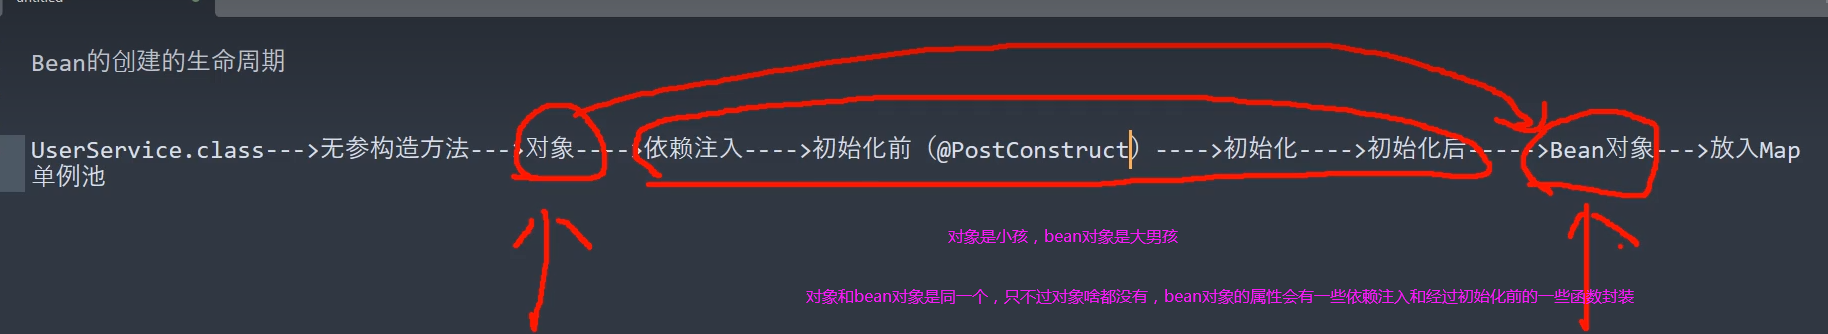 untitled
Bean的创建的生命周期
UserService.class--->无参构造方法--->对象---->依赖注入---->初始化前（@PostConstruct）---->初始化---->初始化后----->Bean对象--->放入Map
单例池
对象是小孩，bean对象是大男孩
对象和bean对象是同一个，只不过对象啥都没有，bean对象的属性会有一些依赖注入和经过初始化前的一些函数封装